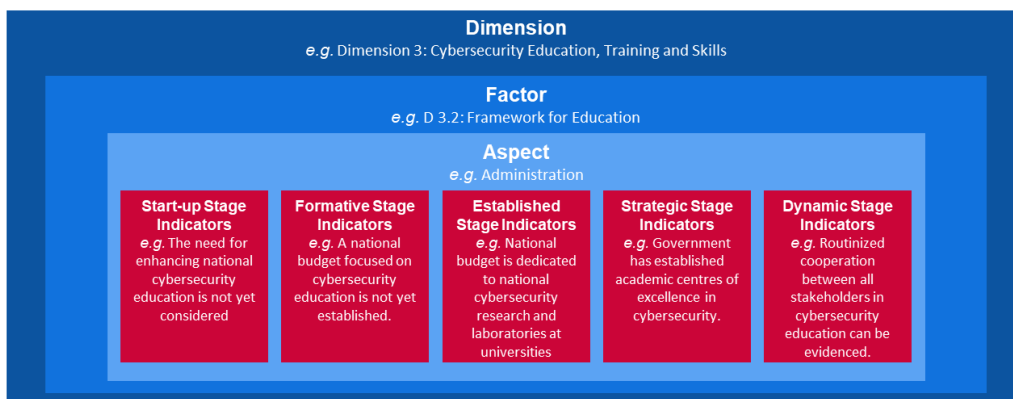 Dimension
e.g. Dimension 3: Cybersecurity Education, Training and Skills
Factor
e.g. D 3.2: Framework for Education
Aspect
e.g. Administration
Start-up Stage
Indicators
e.g. The need for
enhancing national
cybersecurity
education is not yet
considered
Formative Stage
Indicators
e.g. A national
budget focused on
cybersecurity
education is not yet
established.
Established
Stage Indicators
e.g. National
budget is dedicated
to national
cybersecurity
research and
laboratories at
universities
Strategic Stage
Indicators
e.g. Government
has established
academic centres of
excellence in
cybersecurity.
Dynamic Stage
Indicators
e.g. Routinized
cooperation
between all
stakeholders in
cybersecurity
education can be
evidenced.